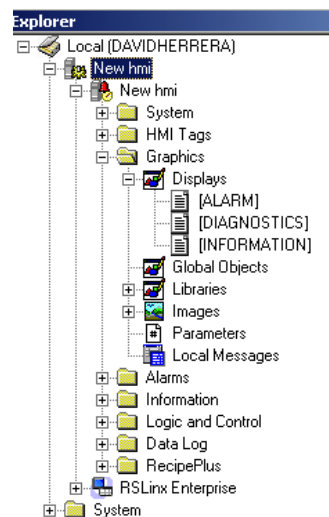 Explorer
Local (DAVIDHERRERA)
New hmi
New hmi
System
HMI Tags
Graphics
Displays
[ALARM]
[DIAGNOSTICS]
[INFORMATION]
Global Objects
Libraries
Images
Parameters
Local Messages
Alarms
Information
Logic and Control
Data Log
RecipePlus
RSLinx Enterprise
System